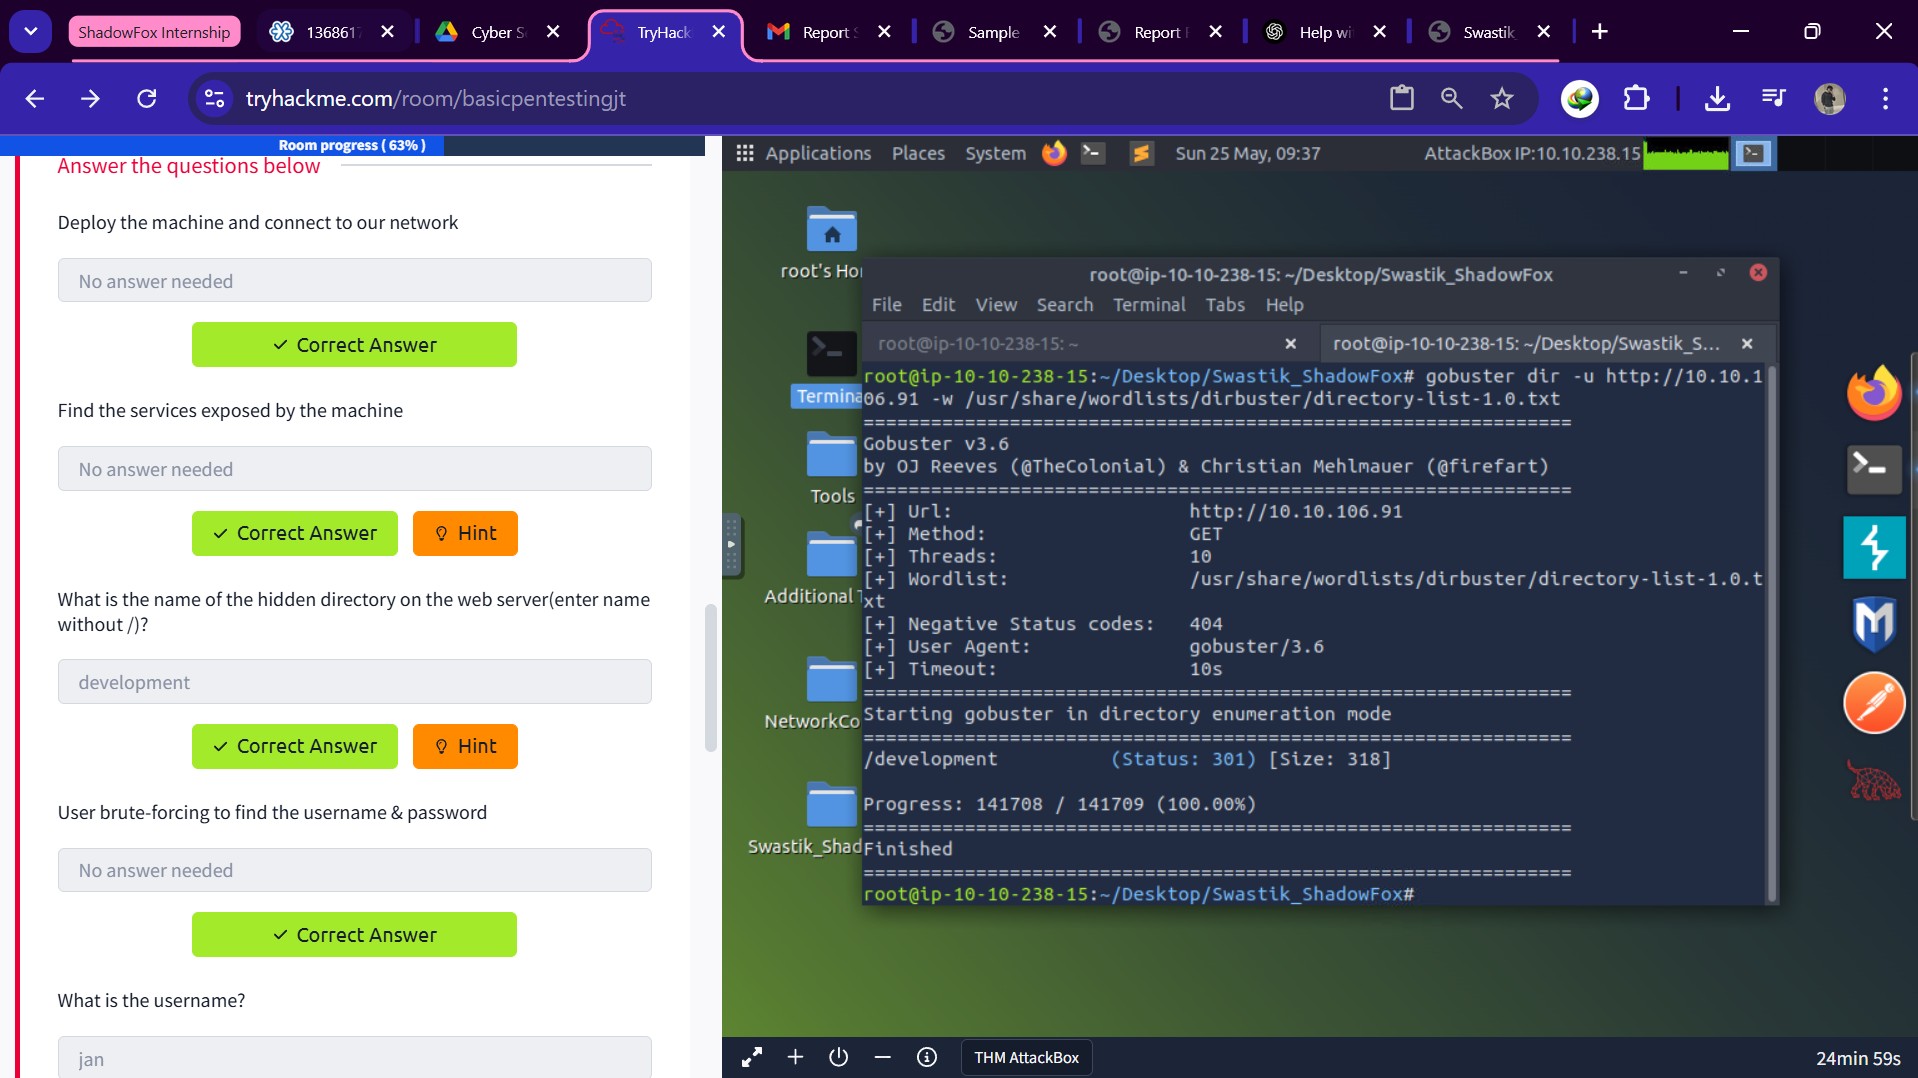 ShadowFox Internship
136861
Cyber S
TryHack
Report
Sample
Report
Help wi
Swastik
tryhackme.com/room/basicpentestingjt
Room progress ( 63% )
Answer the questions below
Deploy the machine and connect to our network
No answer needed
Correct Answer
Find the services exposed by the machine
No answer needed
Correct Answer
Hint
What is the name of the hidden directory on the web server(enter name
without /)?
development
Correct Answer
Hint
User brute-forcing to find the username & password
No answer needed
Correct Answer
What is the username?
jan
Applications Places System
Sun 25 May, 09:37
AttackBox IP:10.10.238.15
root's Ho
Termina
Tools
Additional
NetworkCo
Swastik_Shad
root@ip-10-10-238-15: ~/Desktop/Swastik_ShadowFox
File Edit View Search Terminal Tabs Help
root@ip-10-10-238-15: ~
root@ip-10-10-238-15: ~/Desktop/Swastik_S...
root@ip-10-10-238-15:~/Desktop/Swastik_ShadowFox# gobuster dir -u http://10.10.1
06.91 -w /usr/share/wordlists/dirbuster/directory-list-1.0.txt
===============================================================
Gobuster v3.6
by OJ Reeves (@TheColonial) & Christian Mehlmauer (@firefart)
===============================================================
[+] Url: http://10.10.106.91
[+] Method: GET
[+] Threads: 10
[+] Wordlist: /usr/share/wordlists/dirbuster/directory-list-1.0.t
xt
[+] Negative Status codes: 404
[+] User Agent: gobuster/3.6
[+] Timeout: 10s
===============================================================
Starting gobuster in directory enumeration mode
===============================================================
/development (Status: 301) [Size: 318]
Progress: 141708 / 141709 (100.00%)
===============================================================
Finished
===============================================================
root@ip-10-10-238-15:~/Desktop/Swastik_ShadowFox#
THM AttackBox
24min 59s